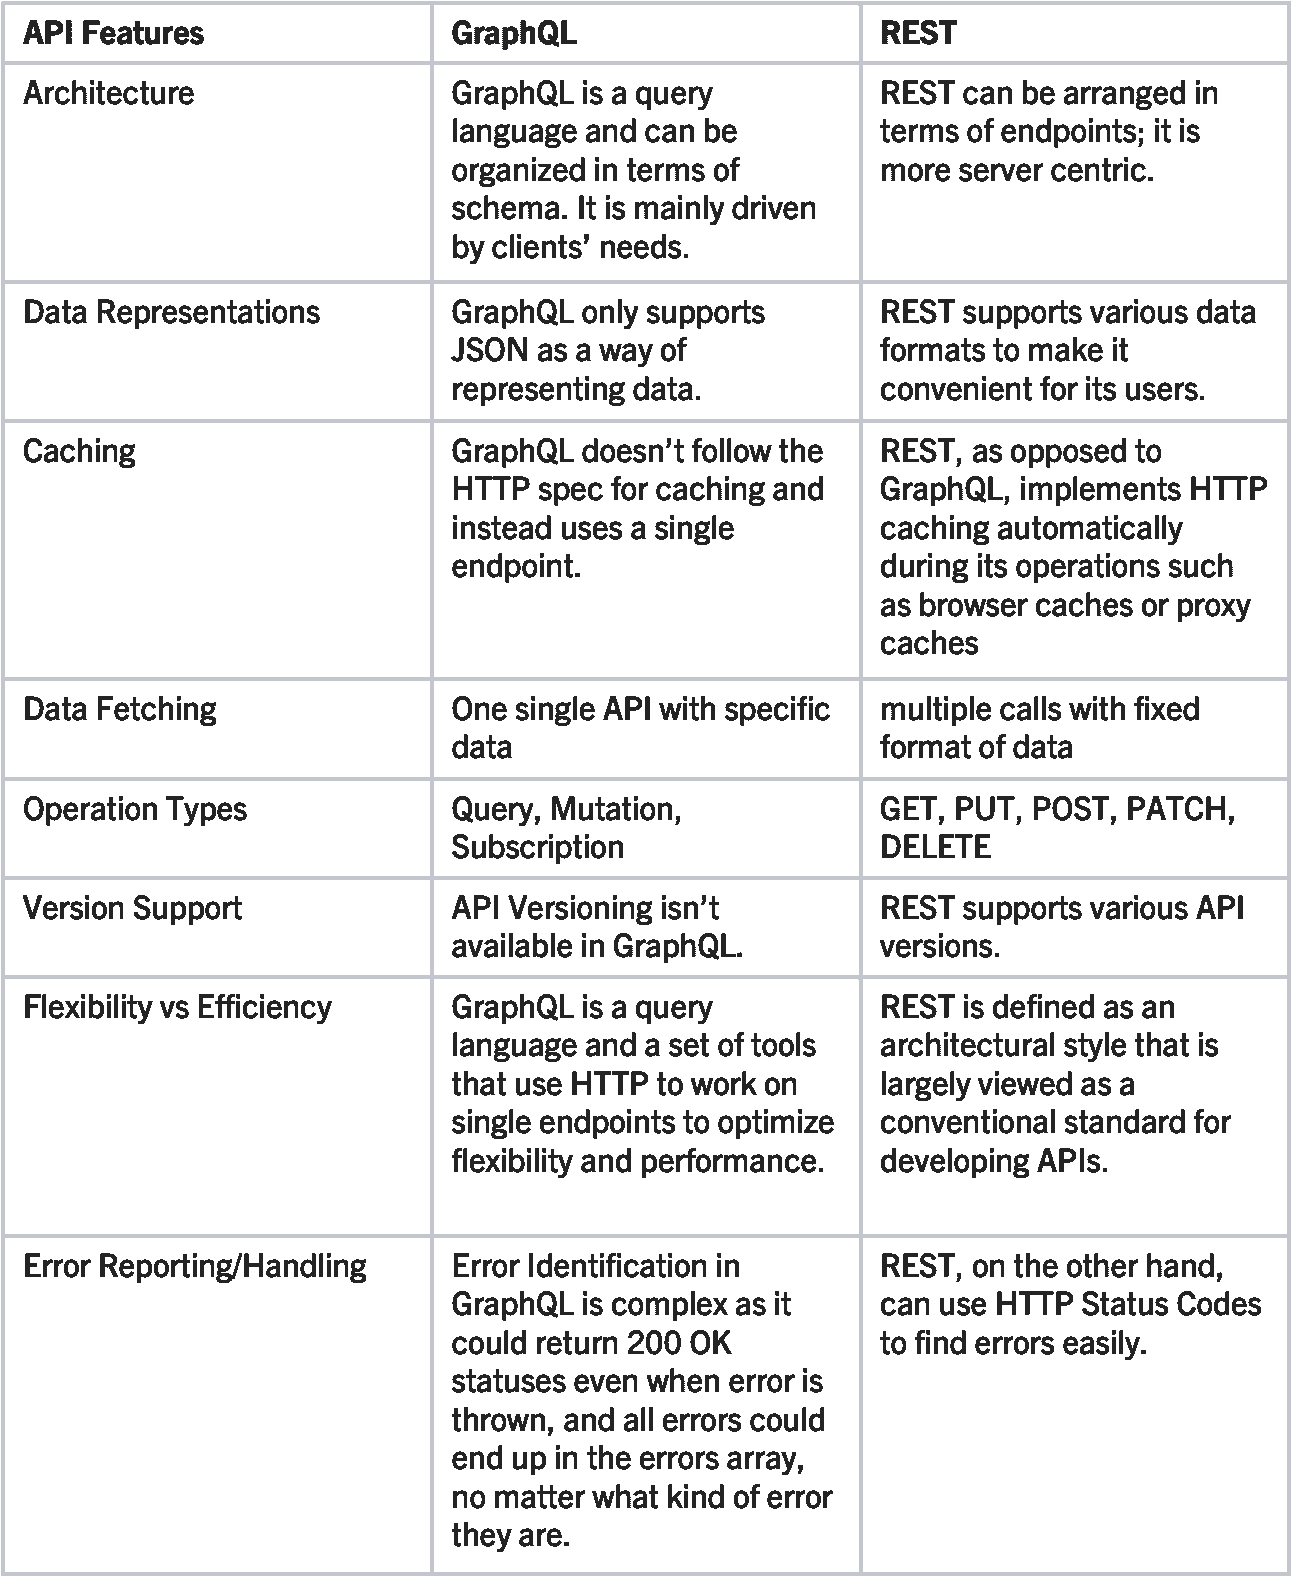 API Features
GraphQL
REST
Architecture
GraphQL is a query
language and can be
organized in terms of
schema. It is mainly driven
by clients’ needs.
REST can be arranged in
terms of endpoints; it is
more server centric.
Data Representations
GraphQL only supports
JSON as a way of
representing data.
REST supports various data
formats to make it
convenient for its users.
Caching
GraphQL doesn’t follow the
HTTP spec for caching and
instead uses a single
endpoint.
REST, as opposed to
GraphQL, implements HTTP
caching automatically
during its operations such
as browser caches or proxy
caches
Data Fetching
One single API with specific
data
multiple calls with fixed
format of data
Operation Types
Query, Mutation,
Subscription
GET, PUT, POST, PATCH,
DELETE
Version Support
API Versioning isn’t
available in GraphQL.
REST supports various API
versions.
Flexibility vs Efficiency
GraphQL is a query
language and a set of tools
that use HTTP to work on
single endpoints to optimize
flexibility and performance.
REST is defined as an
architectural style that is
largely viewed as a
conventional standard for
developing APIs.
Error Reporting/Handling
Error Identification in
GraphQL is complex as it
could return 200 OK
statuses even when error is
thrown, and all errors could
end up in the errors array,
no matter what kind of error
they are.
REST, on the other hand,
can use HTTP Status Codes
to find errors easily.